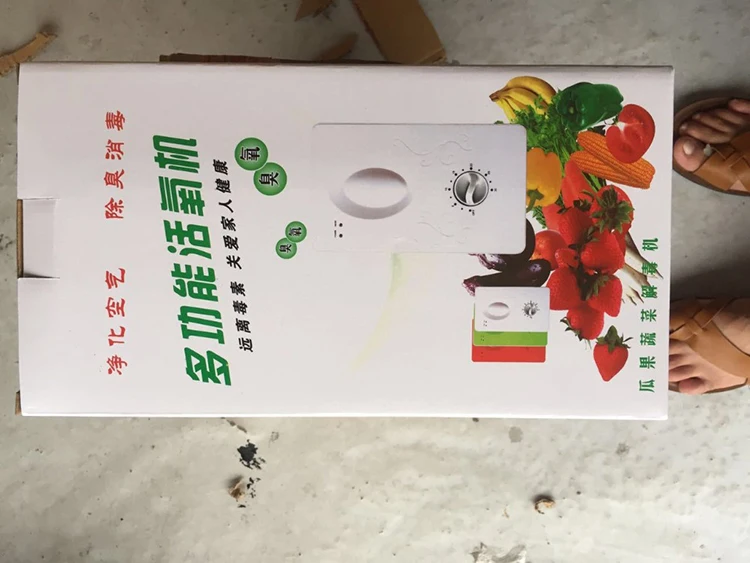 净化空气 除臭消毒
多功能活氧机
远离毒素 关爱家人健康
臭氧
臭氧
瓜果蔬菜解毒机